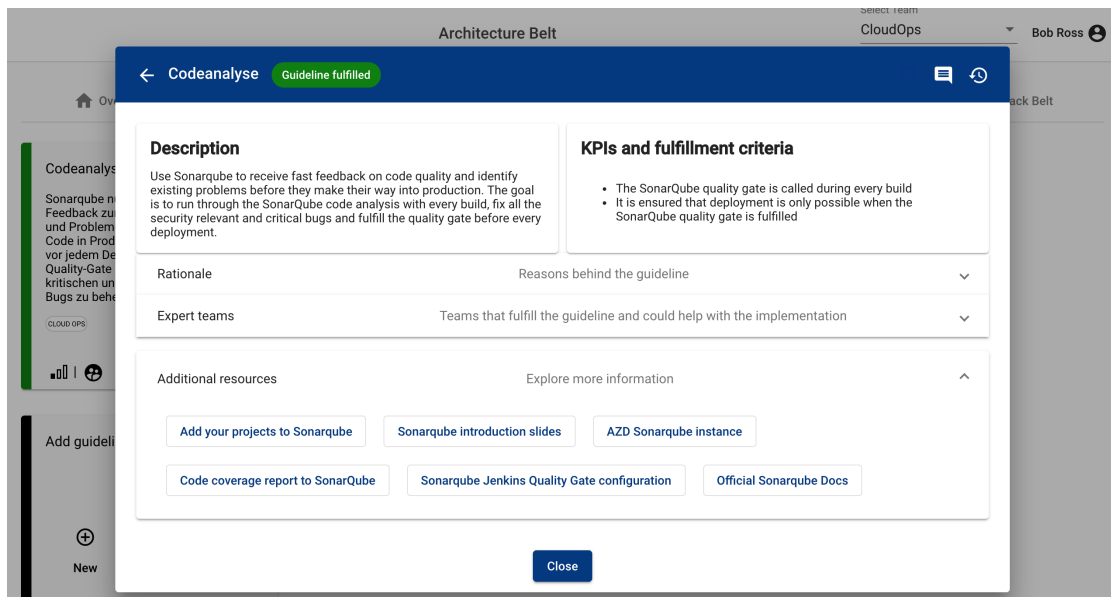 Select Team
Architecture Belt
CloudOps
Bob Ross
Codeanalyse
Guideline fulfilled
ack Belt
Description
Use Sonarqube to receive fast feedback on code quality and identify
existing problems before they make their way into production. The goal
is to run through the SonarQube code analysis with every build, fix all the
security relevant and critical bugs and fulfill the quality gate before every
deployment.
KPIs and fulfillment criteria
• The SonarQube quality gate is called during every build
• It is ensured that deployment is only possible when the
SonarQube quality gate is fulfilled
Codeanalys
Sonarqube
Feedback zu
und Problem
Code in Prod
vor jedem De
Quality-Gate
kritischen un
Bugs zu behe
CLOUD OPS
Rationale
Reasons behind the guideline
Expert teams
Teams that fulfill the guideline and could help with the implementation
Additional resources
Explore more information
Add your projects to Sonarqube
Sonarqube introduction slides
AZD Sonarqube instance
Code coverage report to SonarQube
Sonarqube Jenkins Quality Gate configuration
Official Sonarqube Docs
Add guideli
New
Close